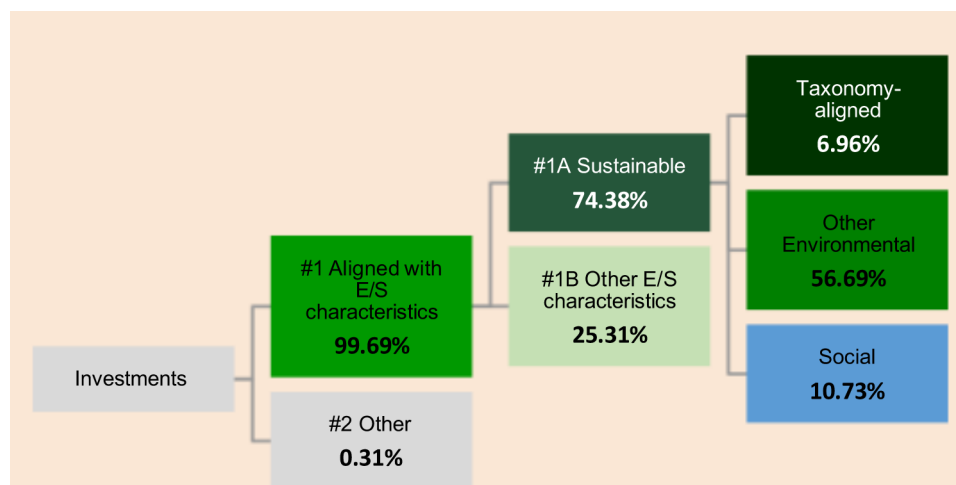 Investments
#1 Aligned with
E/S
characteristics
99.69%
#2 Other
0.31%
#1A Sustainable
74.38%
#1B Other E/S
characteristics
25.31%
Taxonomy-
aligned
6.96%
Other
Environmental
56.69%
Social
10.73%